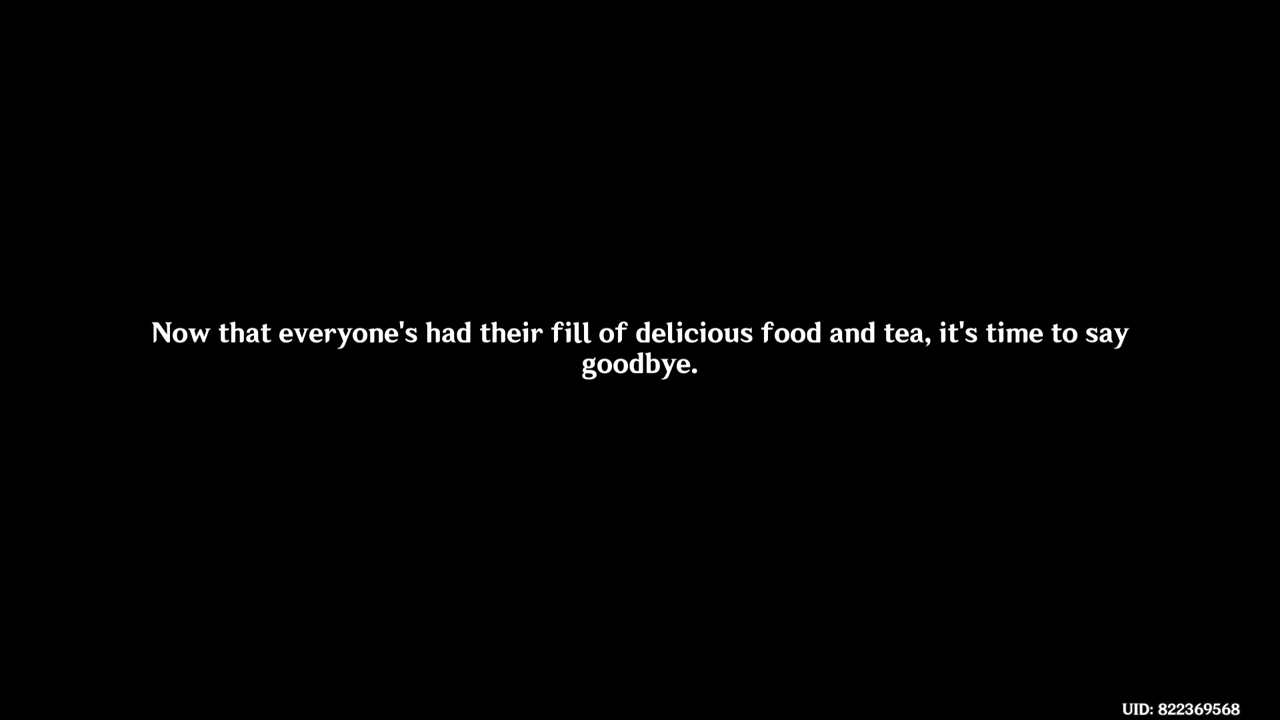 Now that everyone's had their fill of delicious food and tea, it's time to say
goodbye.
UID: 822369568